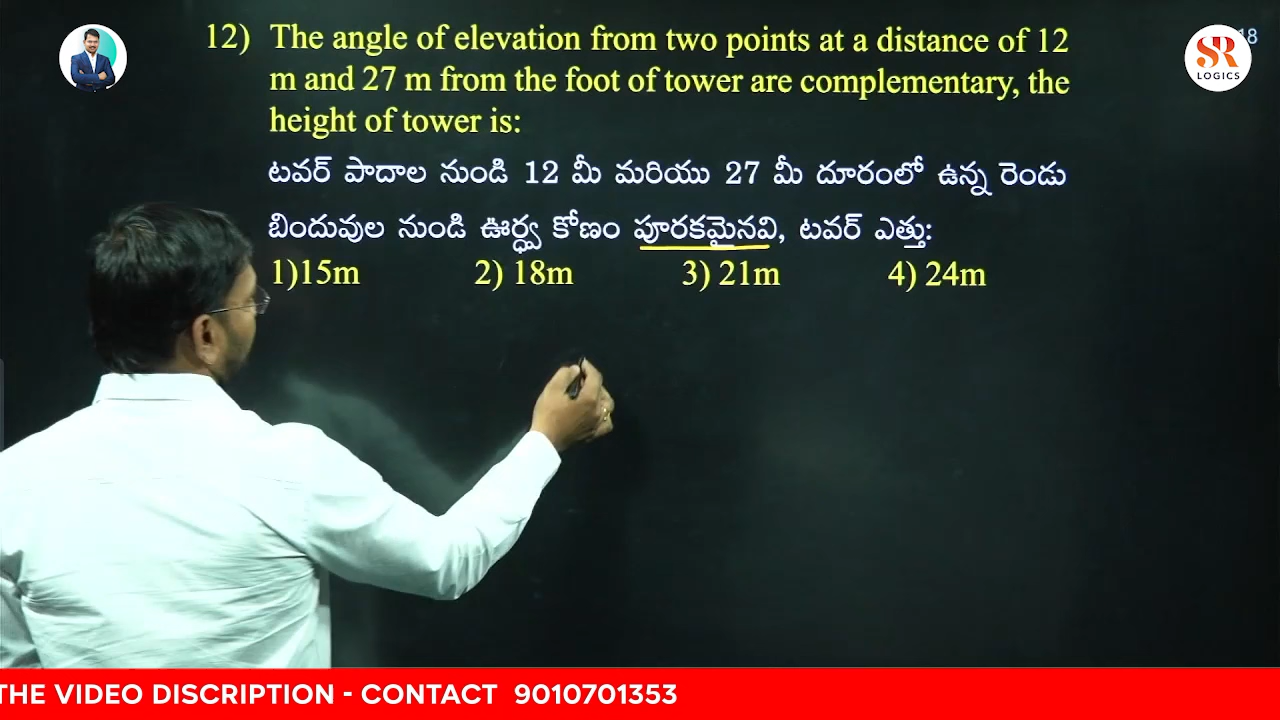 12) The angle of elevation from two points at a distance of 12
m and 27 m from the foot of tower are complementary, the
height of tower is:
టవర్ పాదాల నుండి 12 మీ మరియు 27 మీ దూరంలో ఉన్న రెండు
బిందువుల నుండి ఊర్ధ్వ కోణం పూరకమైనవి, టవర్ ఎత్తు:
1)15m 2) 18m 3) 21m 4) 24m
18
SR
LOGICS
THE VIDEO DISCRIPTION - CONTACT 9010701353